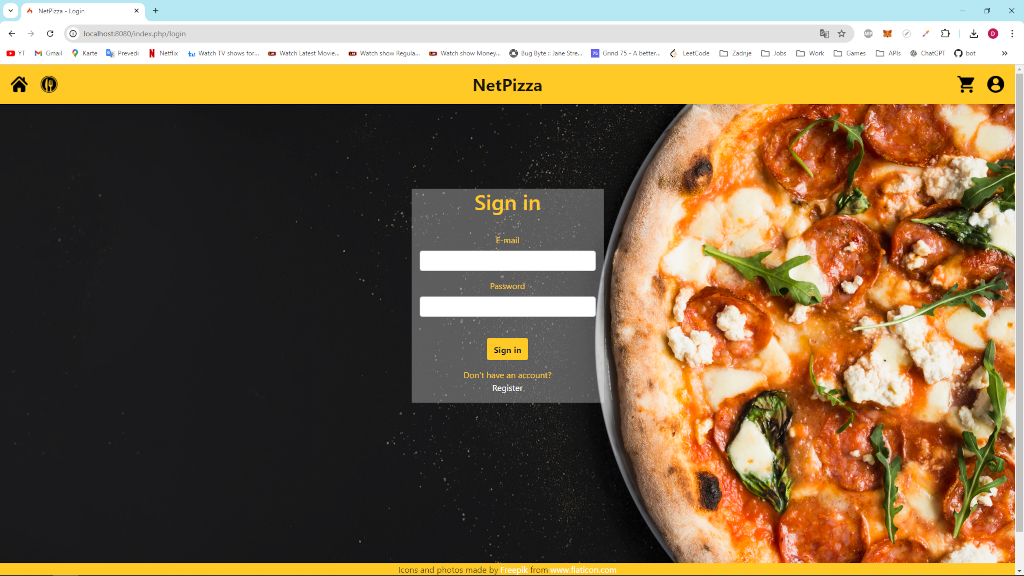 NetPizza - Login
localhost:8080/index.php/login
YT
Gmail
Karte
Prevedi
Netflix
Watch TV shows for...
Watch Latest Movie...
Watch show Regula...
Watch show Money...
Bug Byte :: Jane Stre...
Grind 75 - A better...
LeetCode
Zadnje
Jobs
Work
Games
APIs
ChatGPT
bot
NetPizza
Sign in
E-mail
Password
Sign in
Don't have an account?
Register.
Icons and photos made by Freepik from www.flaticon.com